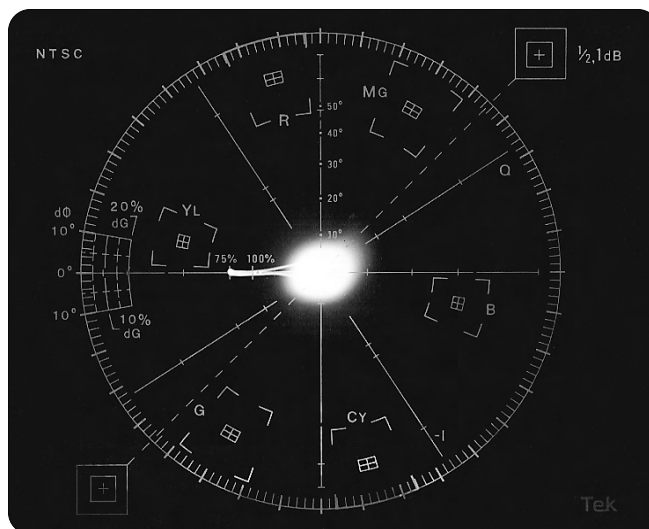 NTSC
½,1dB
MG
R
50°
40°
30°
20°
10°
Q
YL
20%
dG
dΦ
10°
0°
10°
75% 100%
10%
dG
B
G
CY
-I
Tek